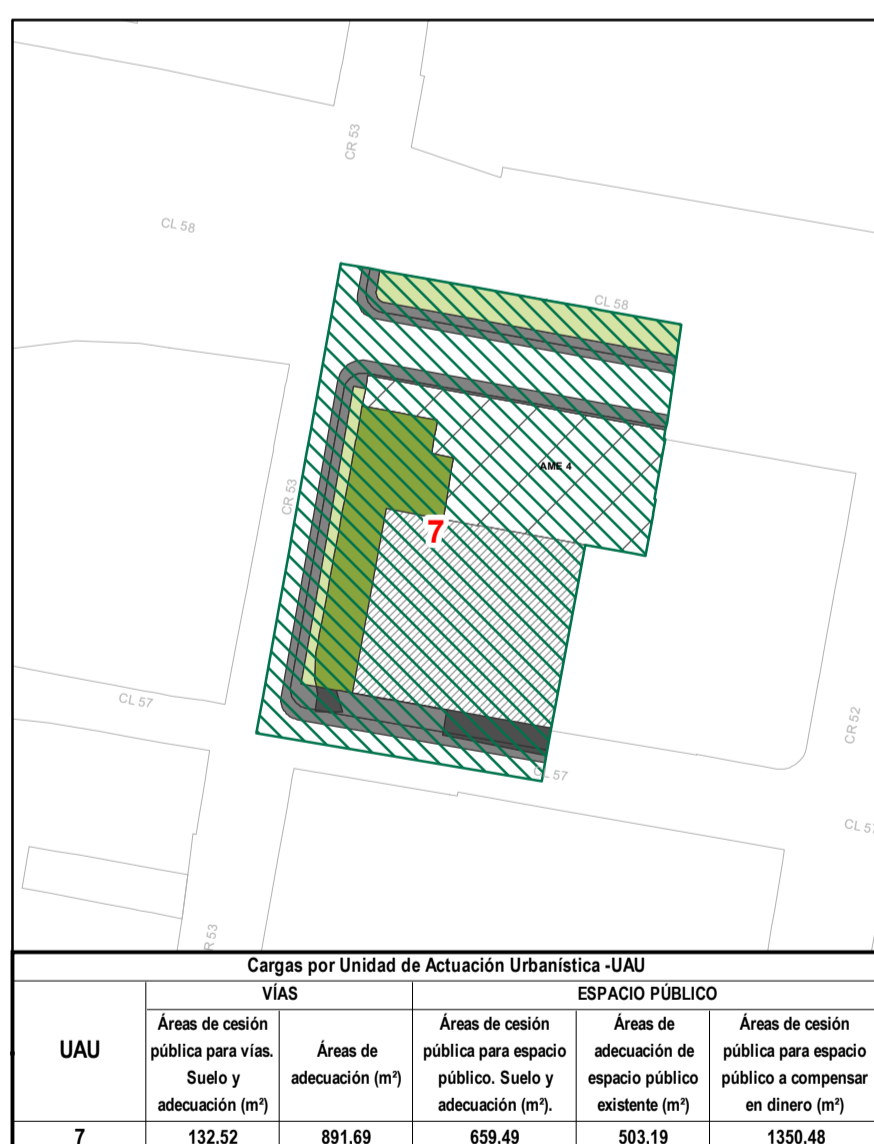 CR 53
CL 58
CL 58
AME 4
CR 53
7
CL 57
CR 52
CL 57
CL 57
R 53
Cargas por Unidad de Actuación Urbanística -UAU
VÍAS
ESPACIO PÚBLICO
UAU
Áreas de cesión
pública para vías.
Suelo y
adecuación (m²)
Áreas de
adecuación (m²)
Áreas de cesión
pública para espacio
público. Suelo y
adecuación (m²).
Áreas de
adecuación de
espacio público
existente (m²)
Áreas de cesión
pública para espacio
público a compensar
en dinero (m²)
7 132.52 891.69 659.49 503.19 1350.48